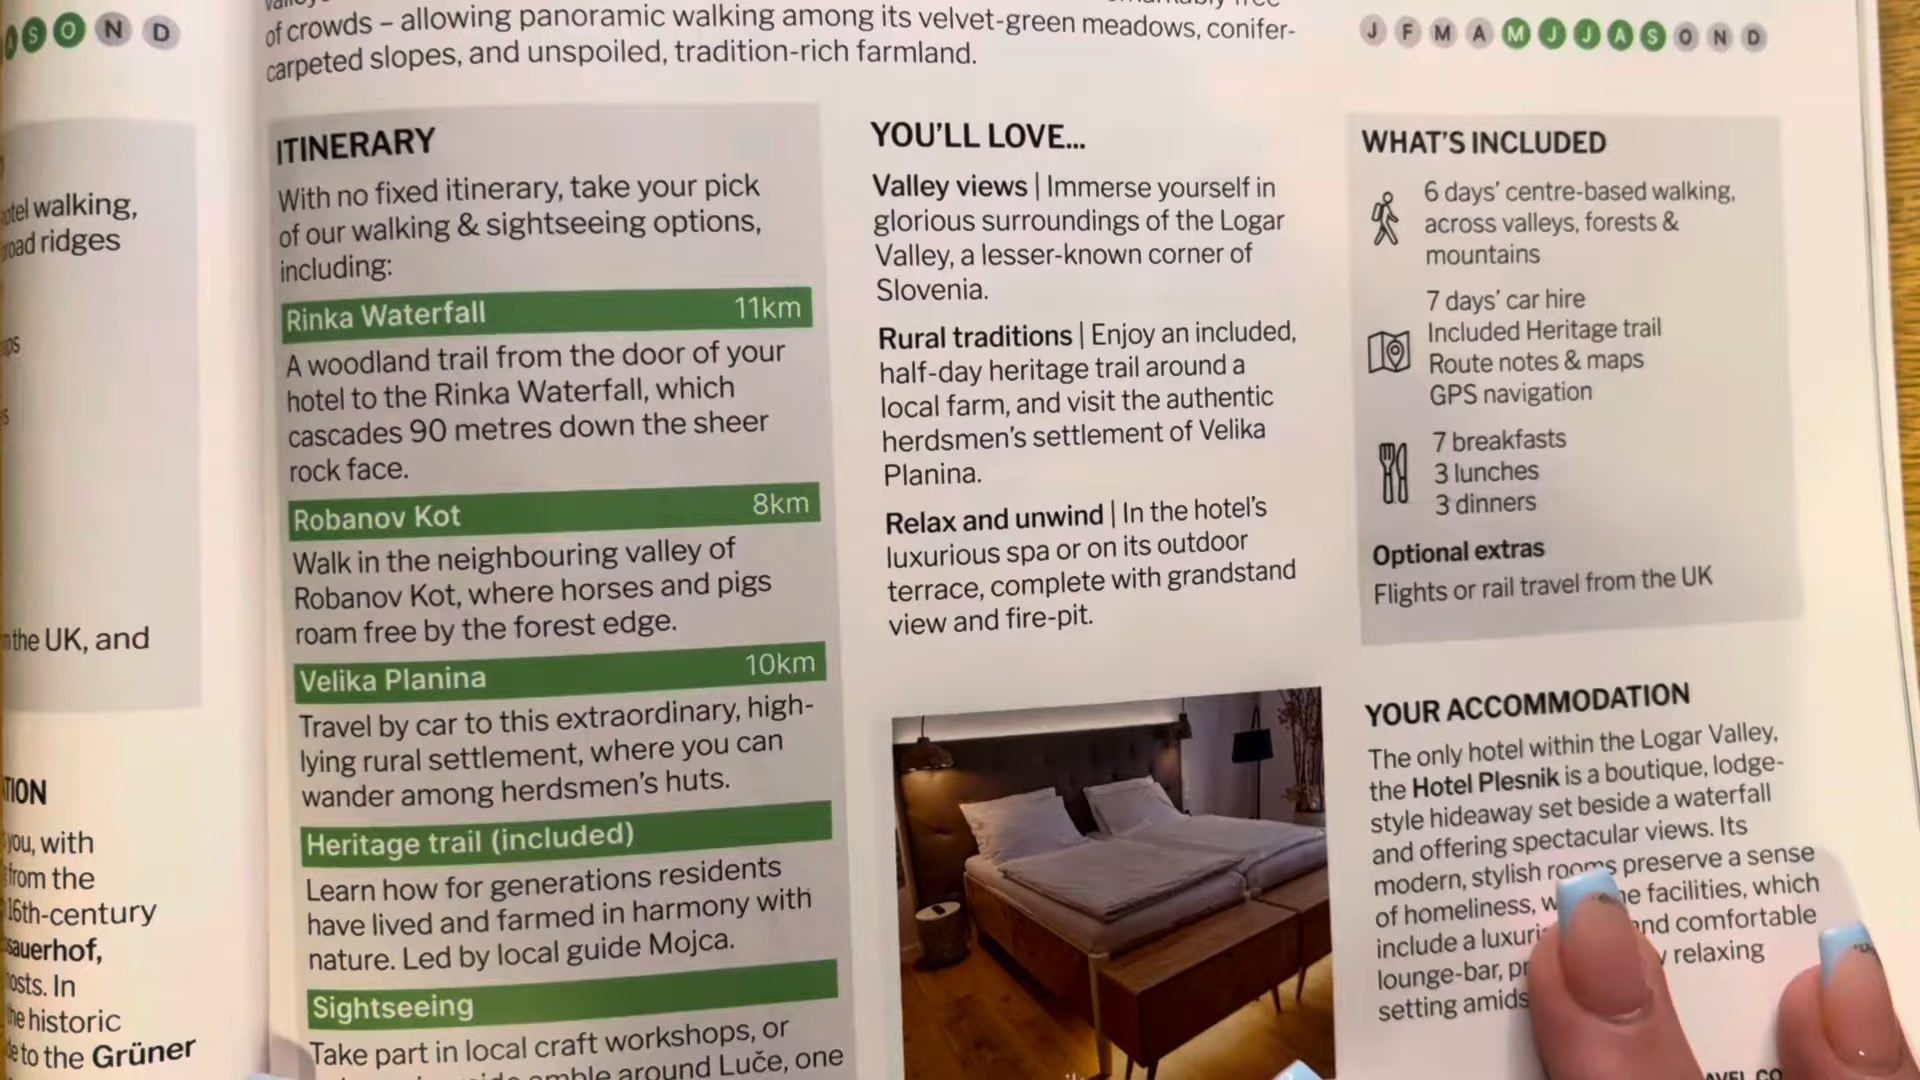 S O N D
otel walking,
road ridges
n the UK, and
you, with
from the
16th-century
hosts. In
the historic
to the Grüner
of crowds – allowing panoramic walking among its velvet-green meadows, conifer-
carpeted slopes, and unspoiled, tradition-rich farmland.
ITINERARY
With no fixed itinerary, take your pick
of our walking & sightseeing options,
including:
Rinka Waterfall 11km
A woodland trail from the door of your
hotel to the Rinka Waterfall, which
cascades 90 metres down the sheer
rock face.
Robanov Kot 8km
Walk in the neighbouring valley of
Robanov Kot, where horses and pigs
roam free by the forest edge.
Velika Planina 10km
Travel by car to this extraordinary, high-
lying rural settlement, where you can
wander among herdsmen's huts.
Heritage trail (included)
Learn how for generations residents
have lived and farmed in harmony with
nature. Led by local guide Mojca.
Sightseeing
Take part in local craft workshops, or
amble around Luče, one
YOU'LL LOVE...
Valley views | Immerse yourself in
glorious surroundings of the Logar
Valley, a lesser-known corner of
Slovenia.
Rural traditions | Enjoy an included,
half-day heritage trail around a
local farm, and visit the authentic
herdsmen's settlement of Velika
Planina.
Relax and unwind | In the hotel's
luxurious spa or on its outdoor
terrace, complete with grandstand
view and fire-pit.
J F M A M J J A S O N D
WHAT'S INCLUDED
6 days' centre-based walking,
across valleys, forests &
mountains
7 days' car hire
Included Heritage trail
Route notes & maps
GPS navigation
7 breakfasts
3 lunches
3 dinners
Optional extras
Flights or rail travel from the UK
YOUR ACCOMMODATION
The only hotel within the Logar Valley,
the Hotel Plesnik is a boutique, lodge-
style hideaway set beside a waterfall
and offering spectacular views. Its
modern, stylish rooms preserve a sense
of homeliness, facilities, which
include a and comfortable
lounge-bar, relaxing
setting